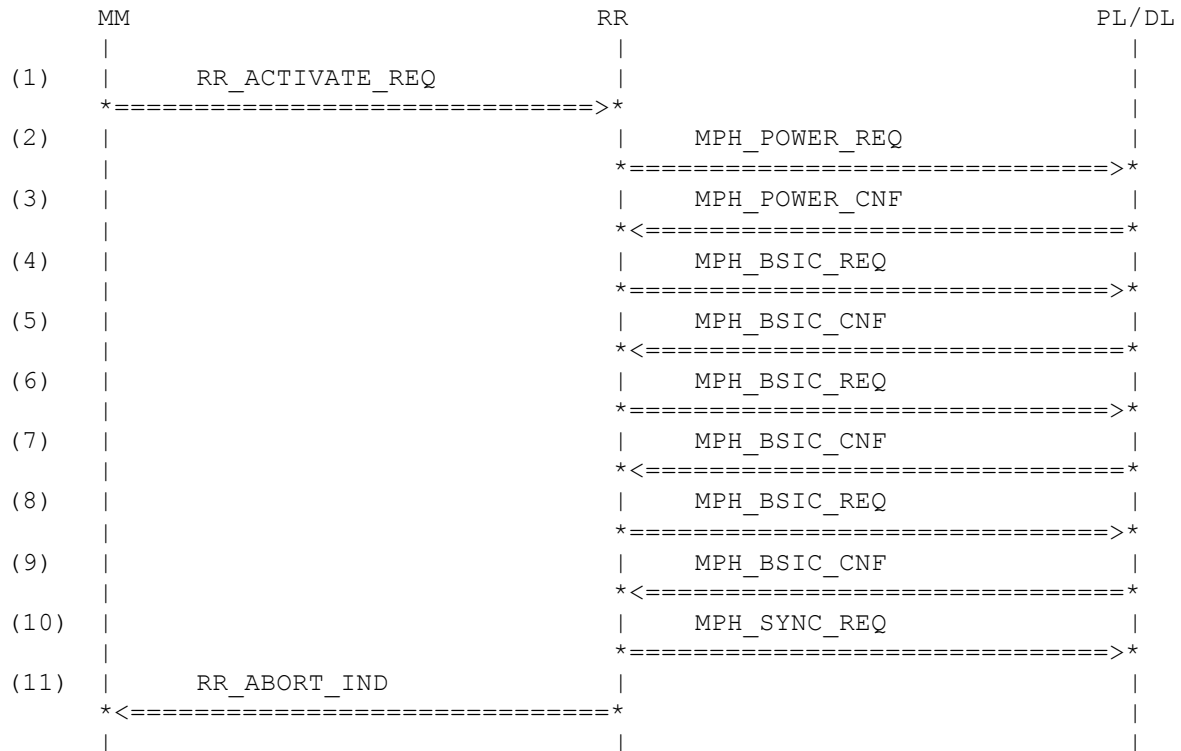 MM RR PL/DL
| | |
(1) | RR_ACTIVATE_REQ | |
*==============================>* |
(2) | | MPH_POWER_REQ |
| *==============================>*
(3) | | MPH_POWER_CNF |
| *<==============================*
(4) | | MPH_BSIC_REQ |
| *==============================>*
(5) | | MPH_BSIC_CNF |
| *<==============================*
(6) | | MPH_BSIC_REQ |
| *==============================>*
(7) | | MPH_BSIC_CNF |
| *<==============================*
(8) | | MPH_BSIC_REQ |
| *==============================>*
(9) | | MPH_BSIC_CNF |
| *<==============================*
(10) | | MPH_SYNC_REQ |
| *==============================>*
(11) | RR_ABORT_IND | |
*<==============================* |
| | |